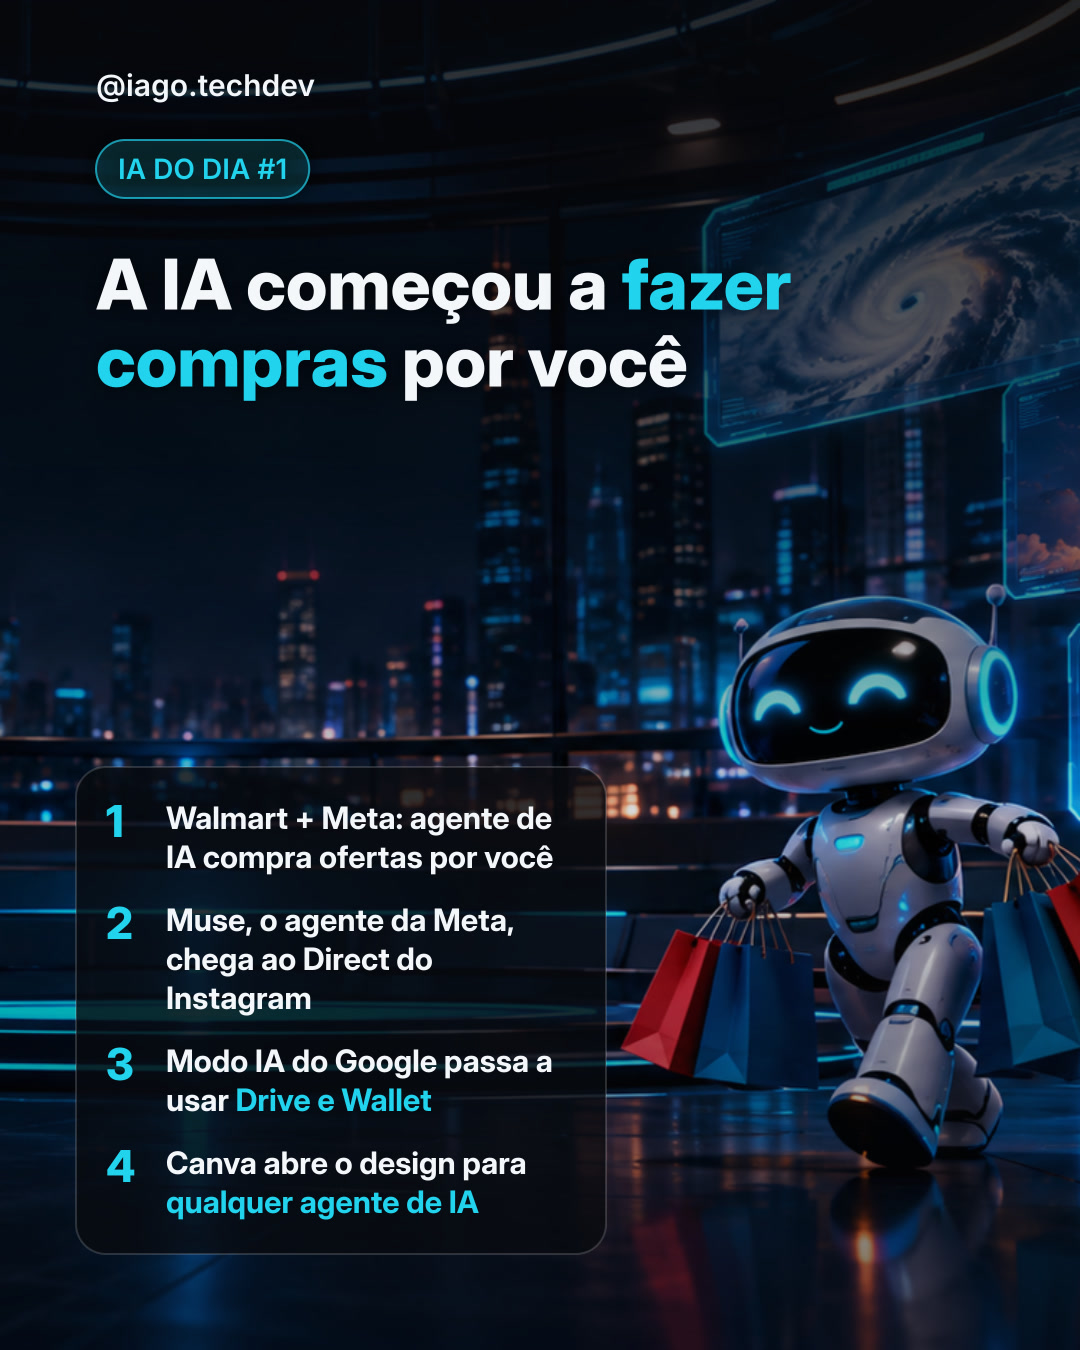 @iago.techdev
IA DO DIA #1
A IA começou a fazer
compras por você
1 Walmart + Meta: agente de
IA compra ofertas por você
2 Muse, o agente da Meta,
chega ao Direct do
Instagram
3 Modo IA do Google passa a
usar Drive e Wallet
4 Canva abre o design para
qualquer agente de IA